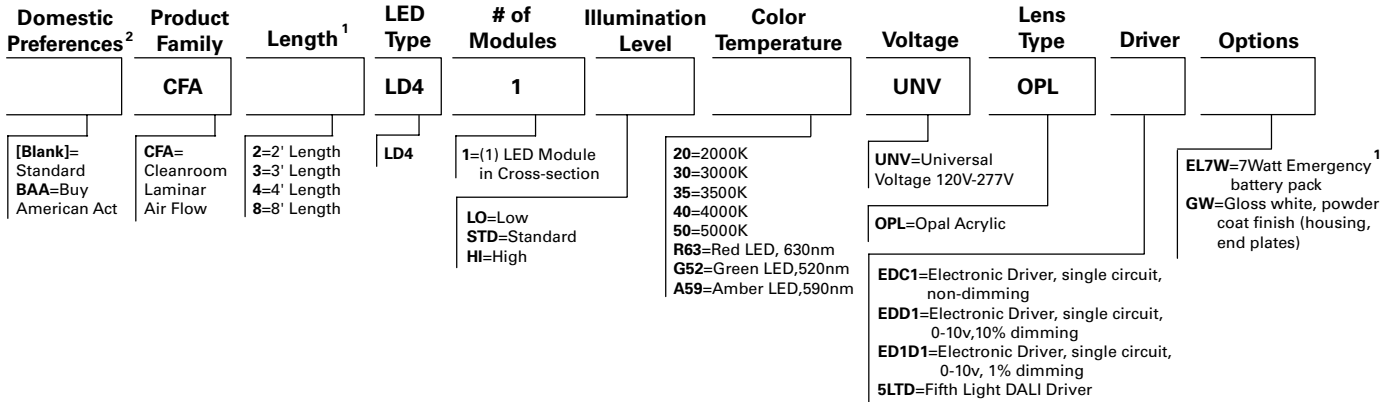 Domestic Preferences2
Product Family
Length1
LED Type
# of Modules
Illumination Level
Color Temperature
Voltage
Lens Type
Driver
Options
CFA
LD4
1
UNV
OPL
[Blank]=
Standard
BAA=Buy
American Act
CFA=
Cleanroom
Laminar
Air Flow
2=2' Length
3=3' Length
4=4' Length
8=8' Length
LD4
1=(1) LED Module
in Cross-section
LO=Low
STD=Standard
HI=High
20=2000K
30=3000K
35=3500K
40=4000K
50=5000K
R63=Red LED, 630nm
G52=Green LED,520nm
A59=Amber LED,590nm
UNV=Universal
Voltage 120V-277V
OPL=Opal Acrylic
EDC1=Electronic Driver, single circuit,
non-dimming
EDD1=Electronic Driver, single circuit,
0-10v,10% dimming
ED1D1=Electronic Driver, single circuit,
0-10v, 1% dimming
5LTD=Fifth Light DALI Driver
EL7W=7Watt Emergency1
battery pack
GW=Gloss white, powder
coat finish (housing,
end plates)